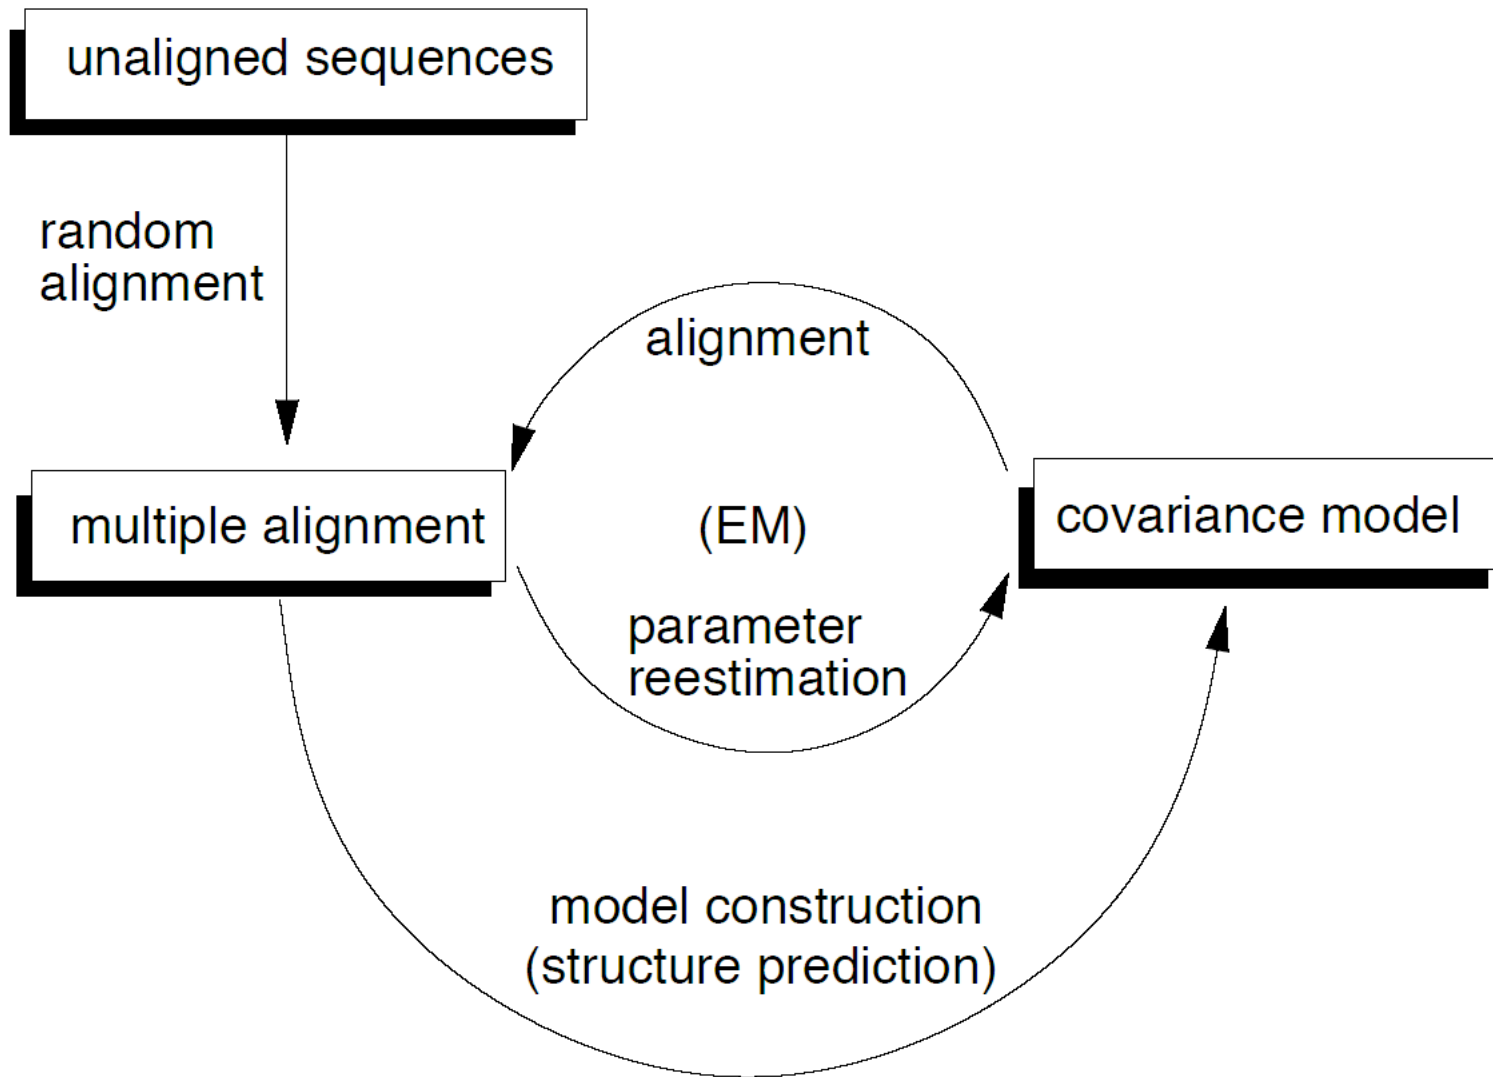 unaligned sequences
random
alignment
alignment
multiple alignment
(EM)
covariance model
parameter
reestimation
model construction
(structure prediction)